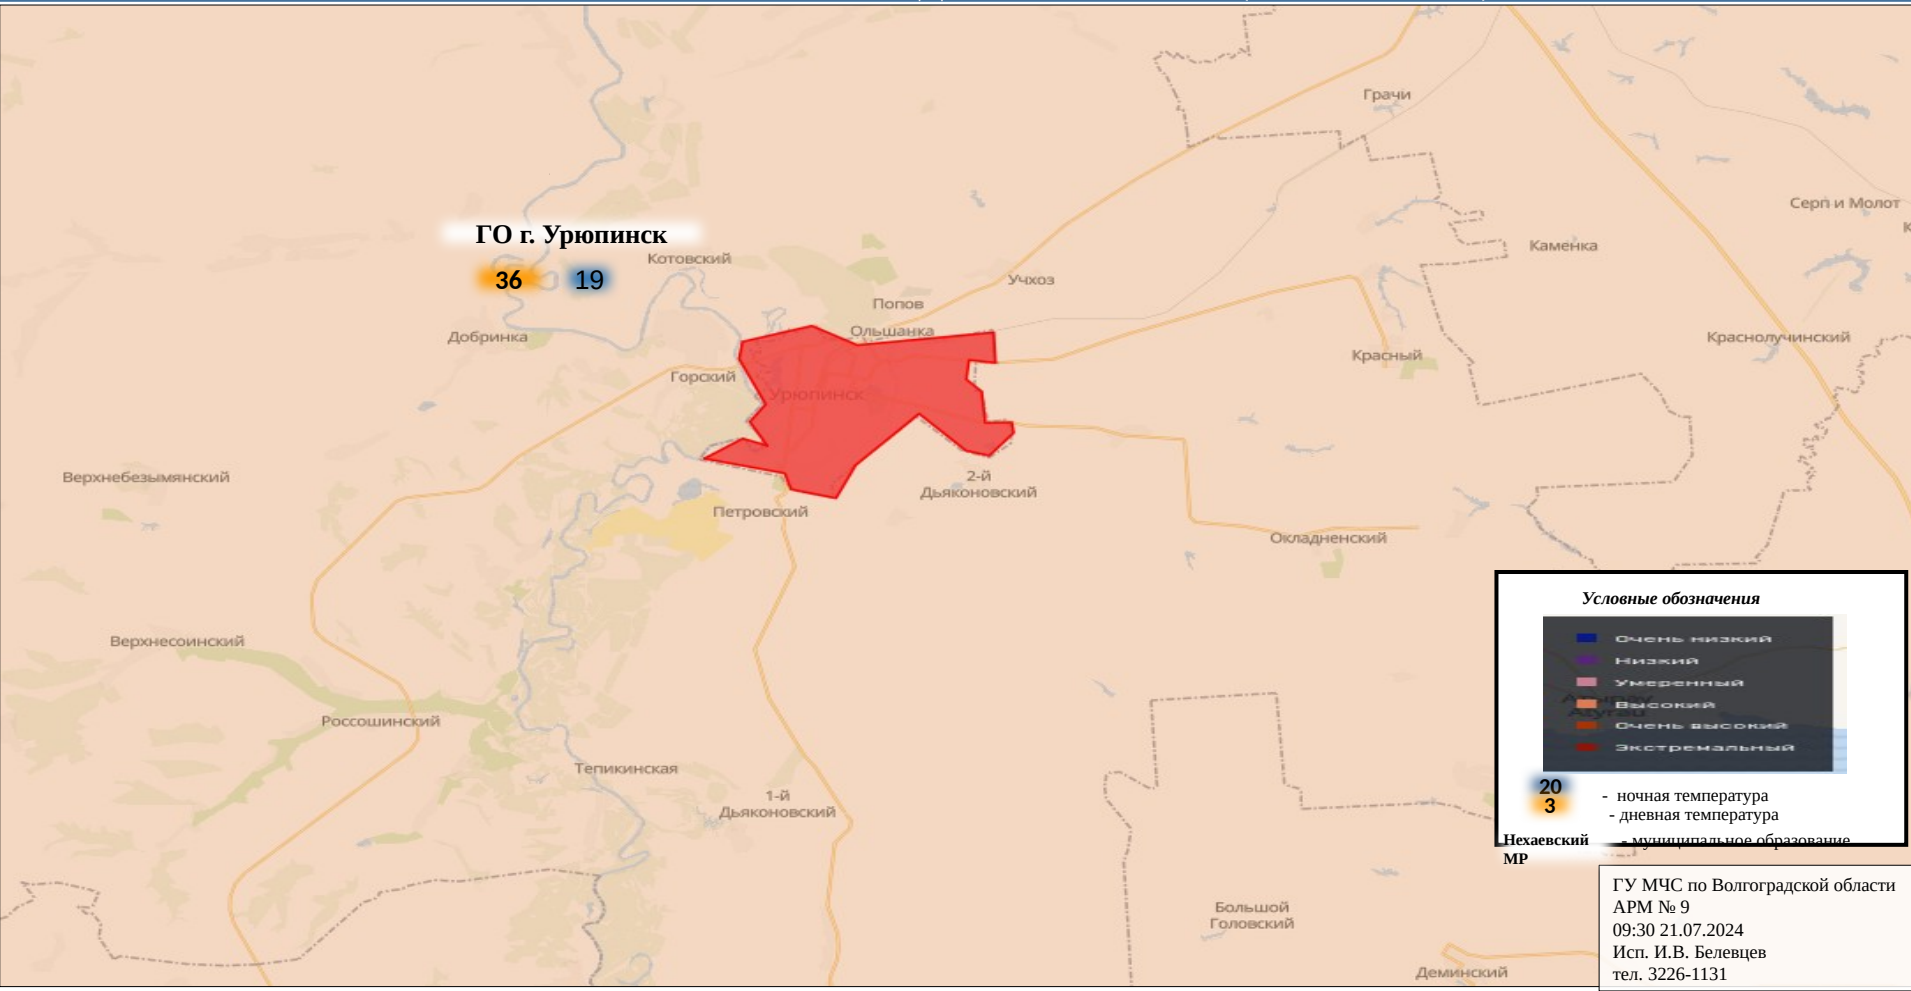 Грачи
Серп и Молот
Каменка
ГО г. Урюпинск
Котовский
36 19
Учхоз
Попов
Ольшанка
Добринка
Краснолучинский
Красный
Горский
Урюпинск
Верхнебезымянский
2-й
Дьяконовский
Петровский
Окладненский
Верхнесоинский
Россошинский
Тепикинская
1-й
Дьяконовский
Большой
Головский
Деминский
Условные обозначения
Очень низкий
Низкий
Умеренный
Высокий
Очень высокий
Экстремальный
Atyrau
20 - ночная температура
3 - дневная температура
Нехаевский - муниципальное образование
МР
ГУ МЧС по Волгоградской области
АРМ № 9
09:30 21.07.2024
Исп. И.В. Белевцев
тел. 3226-1131